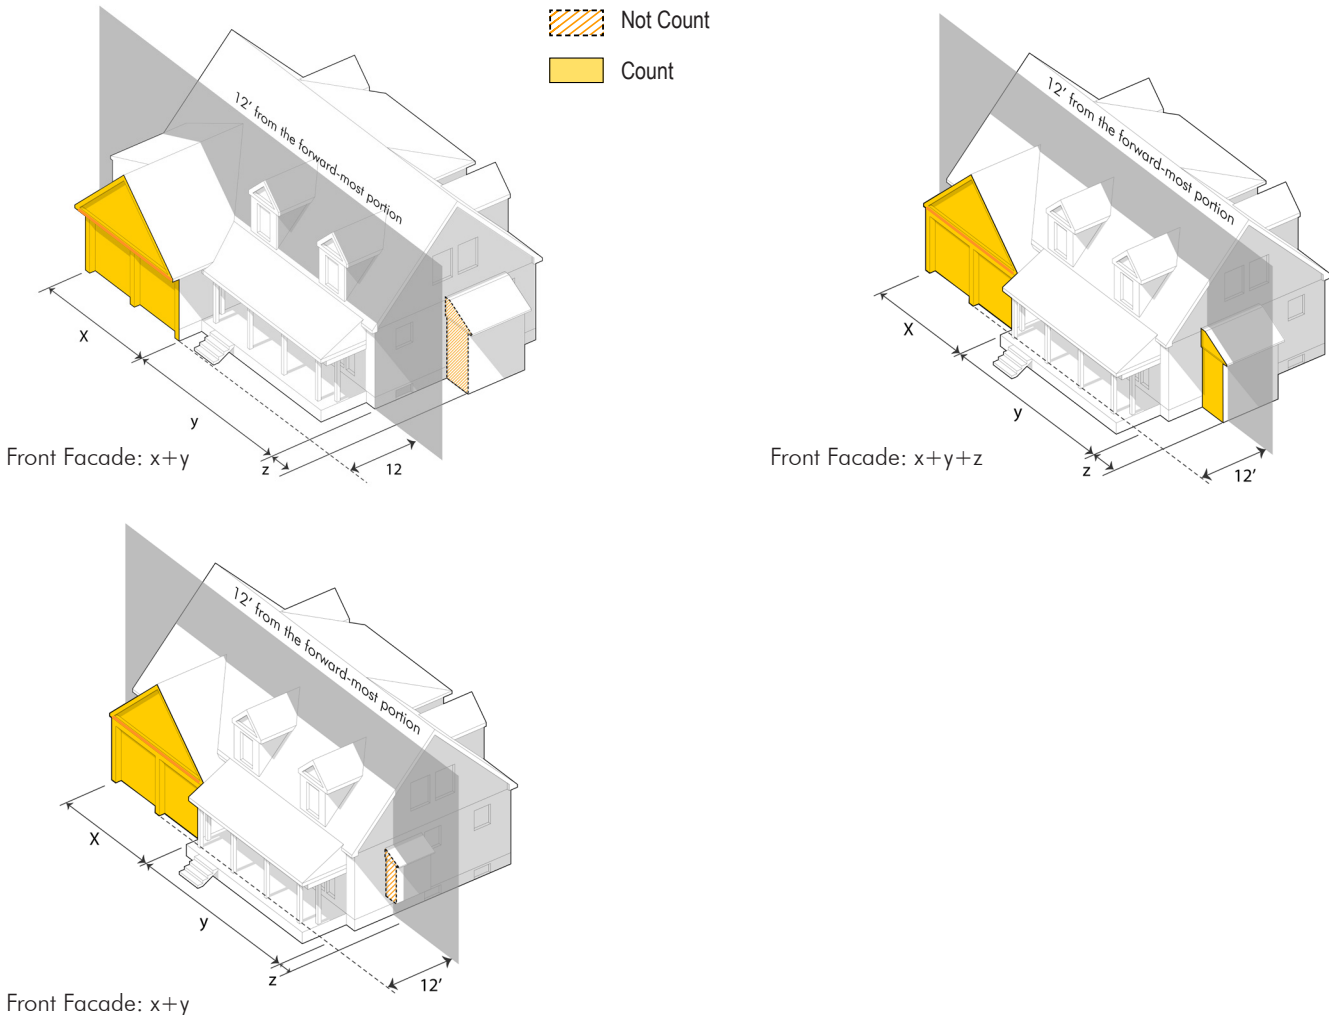 Not Count
Count
12' from the forward-most portion
X
y
z
12
Front Facade: x+y
12' from the forward-most portion
X
y
z
12'
Front Facade: x+y+z
12' from the forward-most portion
X
y
z
12'
Front Facade: x+y